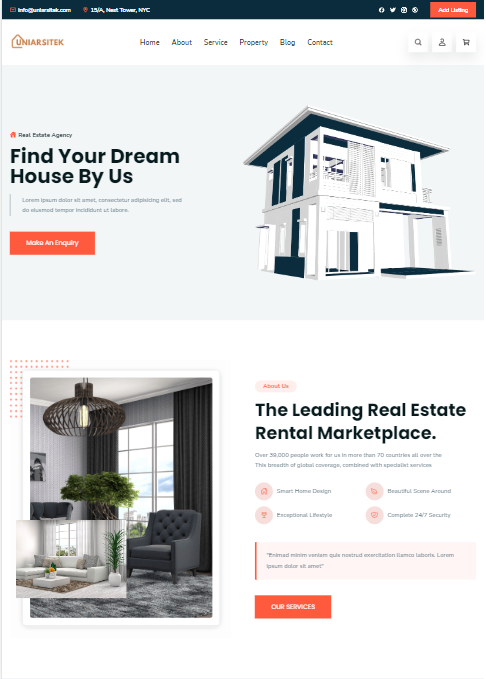 info@uniarsitek.com 15/A, Nest Tower, NYC Add Listing
UNIARSITEK Home About Service Property Blog Contact
Real Estate Agency
Find Your Dream
House By Us
Lorem ipsum dolor sit amet, consectetur adipisicing elit, sed
do eiusmod tempor incididunt ut labore.
Make An Enquiry
About Us
The Leading Real Estate
Rental Marketplace.
Over 39,000 people work for us in more than 70 countries all over the
This breadth of global coverage, combined with specialist services
Smart Home Design Beautiful Scene Around
Exceptional Lifestyle Complete 24/7 Security
"Enimad minim veniam quis nostrud exercitation llamco laboris. Lorem
ipsum dolor sit amet"
OUR SERVICES